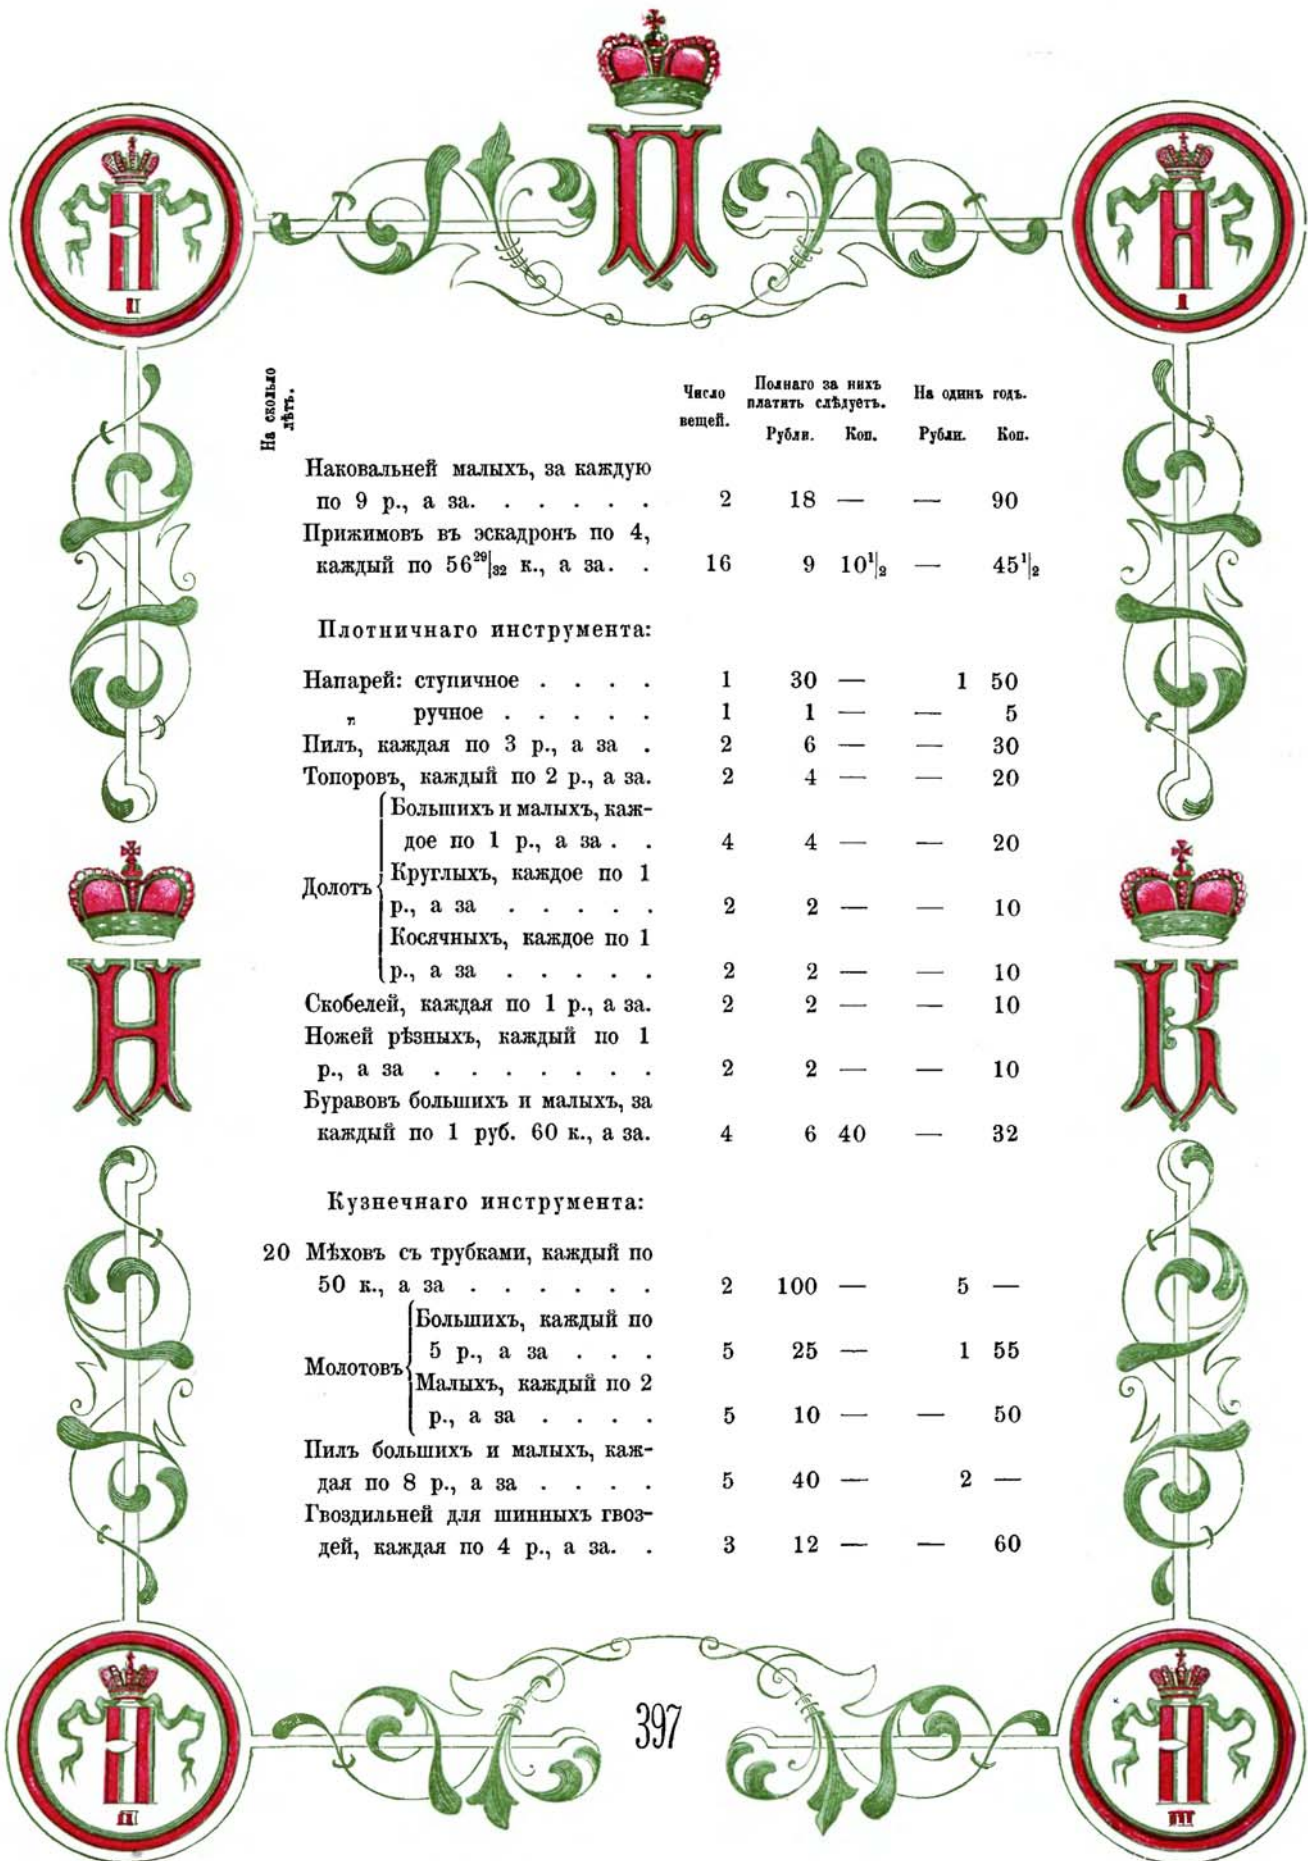 П
II
I
На сколько
лѣтъ.
Число
вещей.
Полнаго за нихъ
платить слѣдуетъ.
На одинъ годъ.
Рубли. Коп. Рубли. Коп.
Наковальней малыхъ, за каждую
по 9 р., а за. . . . . . 2 18 — — 90
Прижимовъ въ эскадронъ по 4,
каждый по 56 29|32 к., а за. . 16 9 10 1|2 — 45 1|2
Плотничнаго инструмента:
Напарей: ступичное . . . . 1 30 — 1 50
„ ручное . . . . . 1 1 — — 5
Пилъ, каждая по 3 р., а за . 2 6 — — 30
Топоровъ, каждый по 2 р., а за. 2 4 — — 20
Большихъ и малыхъ, каж-
дое по 1 р., а за . . 4 4 — — 20
Долотъ
Круглыхъ, каждое по 1
р., а за . . . . . 2 2 — — 10
Косячныхъ, каждое по 1
р., а за . . . . . 2 2 — — 10
Скобелей, каждая по 1 р., а за. 2 2 — — 10
Ножей рѣзныхъ, каждый по 1
р., а за . . . . . . . 2 2 — — 10
Буравовъ большихъ и малыхъ, за
каждый по 1 руб. 60 к., а за. 4 6 40 — 32
Н
К
Кузнечнаго инструмента:
20 Мѣховъ съ трубками, каждый по
50 к., а за . . . . . . 2 100 — 5 —
Большихъ, каждый по
5 р., а за . . . 5 25 — 1 55
Молотовъ
Малыхъ, каждый по 2
р., а за . . . . 5 10 — — 50
Пилъ большихъ и малыхъ, каж-
дая по 8 р., а за . . . . 5 40 — 2 —
Гвоздильней для шинныхъ гвоз-
дей, каждая по 4 р., а за. . 3 12 — — 60
397
III